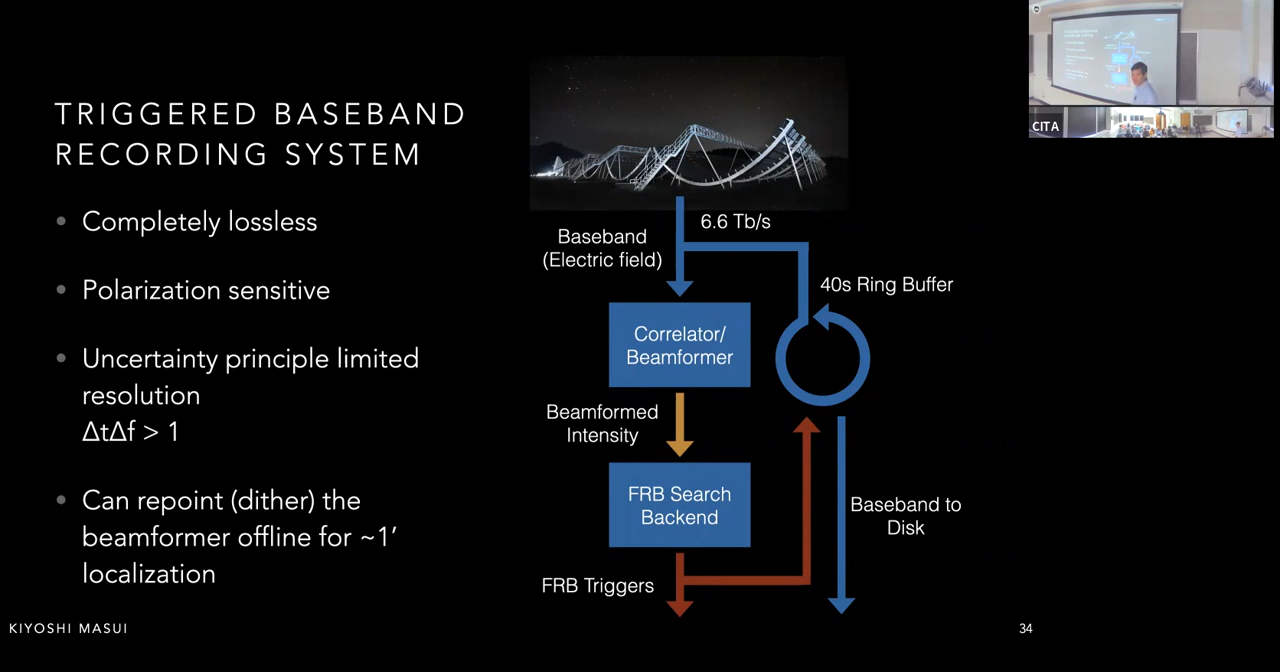 TRIGGERED BASEBAND
RECORDING SYSTEM
• Completely lossless
• Polarization sensitive
• Uncertainty principle limited
resolution
ΔtΔf > 1
• Can repoint (dither) the
beamformer offline for ~1′
localization
6.6 Tb/s
Baseband
(Electric field)
40s Ring Buffer
Correlator/
Beamformer
Beamformed
Intensity
FRB Search
Backend
Baseband to
Disk
FRB Triggers
KIYOSHI MASUI
34
CITA